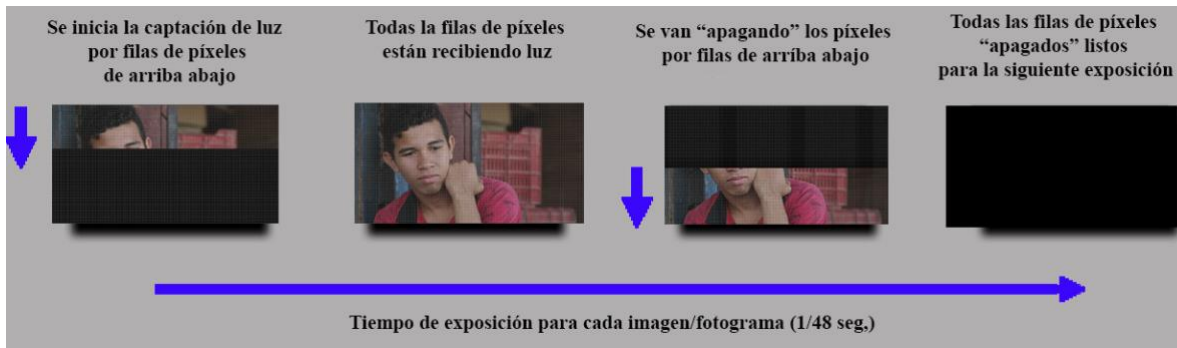 Se inicia la captación de luz
por filas de píxeles
de arriba abajo
Todas la filas de píxeles
están recibiendo luz
Se van “apagando” los píxeles
por filas de arriba abajo
Todas las filas de píxeles
“apagados” listos
para la siguiente exposición
Tiempo de exposición para cada imagen/fotograma (1/48 seg,)